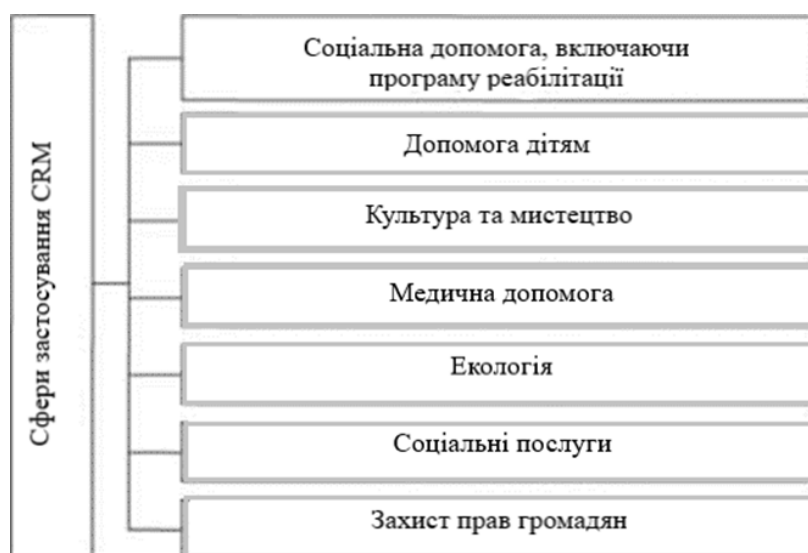 Сфери застосування CRM
Соціальна допомога, включаючи
програму реабілітації
Допомога дітям
Культура та мистецтво
Медична допомога
Екологія
Соціальні послуги
Захист прав громадян